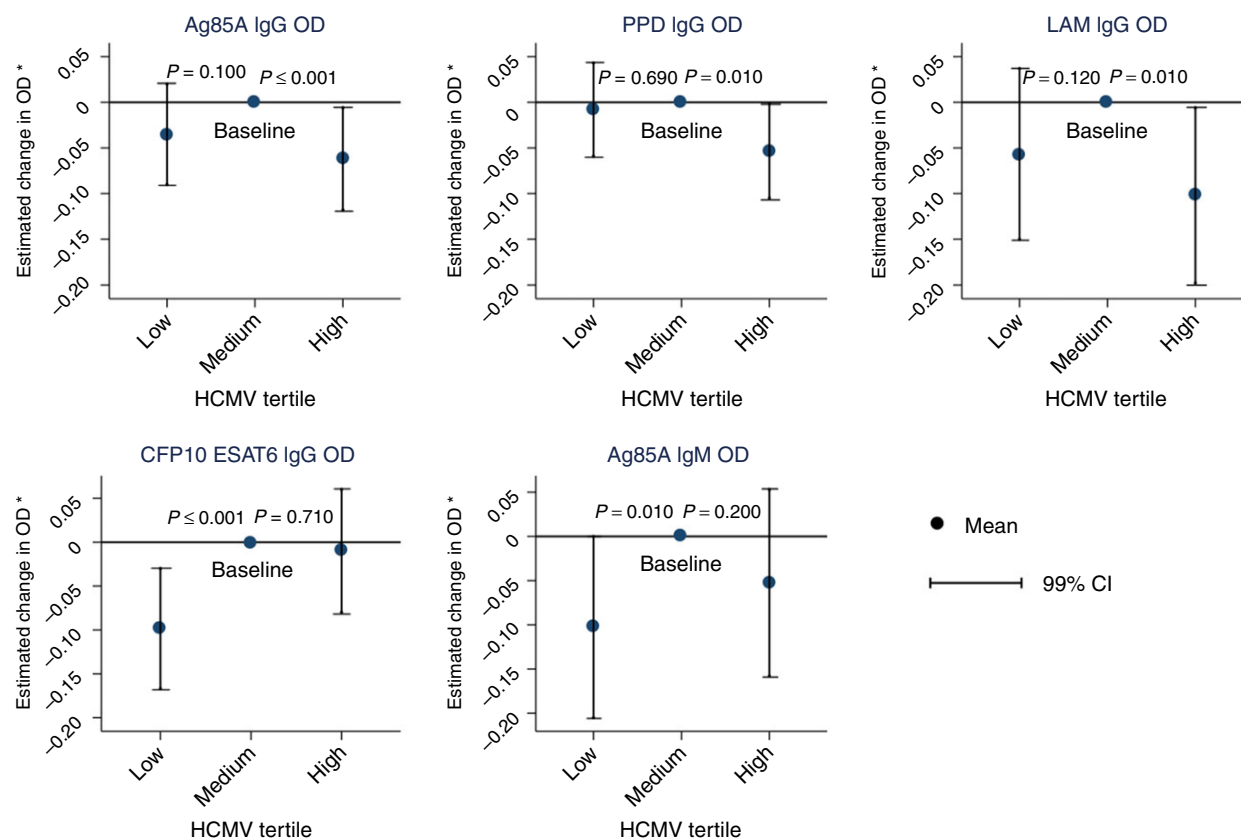 Ag85A IgG OD
Estimated change in OD *
0.05
0
−0.05
−0.10
−0.15
−0.20
P = 0.100 P ≤ 0.001
Baseline
Low
Medium
High
HCMV tertile
PPD IgG OD
Estimated change in OD *
0.05
0
−0.05
−0.10
−0.15
−0.20
P = 0.690 P = 0.010
Baseline
Low
Medium
High
HCMV tertile
LAM IgG OD
Estimated change in OD *
0.05
0
−0.05
−0.10
−0.15
−0.20
P = 0.120 P = 0.010
Baseline
Low
Medium
High
HCMV tertile
CFP10 ESAT6 IgG OD
Estimated change in OD *
0.05
0
−0.05
−0.10
−0.15
−0.20
P ≤ 0.001 P = 0.710
Baseline
Low
Medium
High
HCMV tertile
Ag85A IgM OD
Estimated change in OD *
0.05
0
−0.05
−0.10
−0.15
−0.20
P = 0.010 P = 0.200
Baseline
Low
Medium
High
HCMV tertile
Mean
99% CI